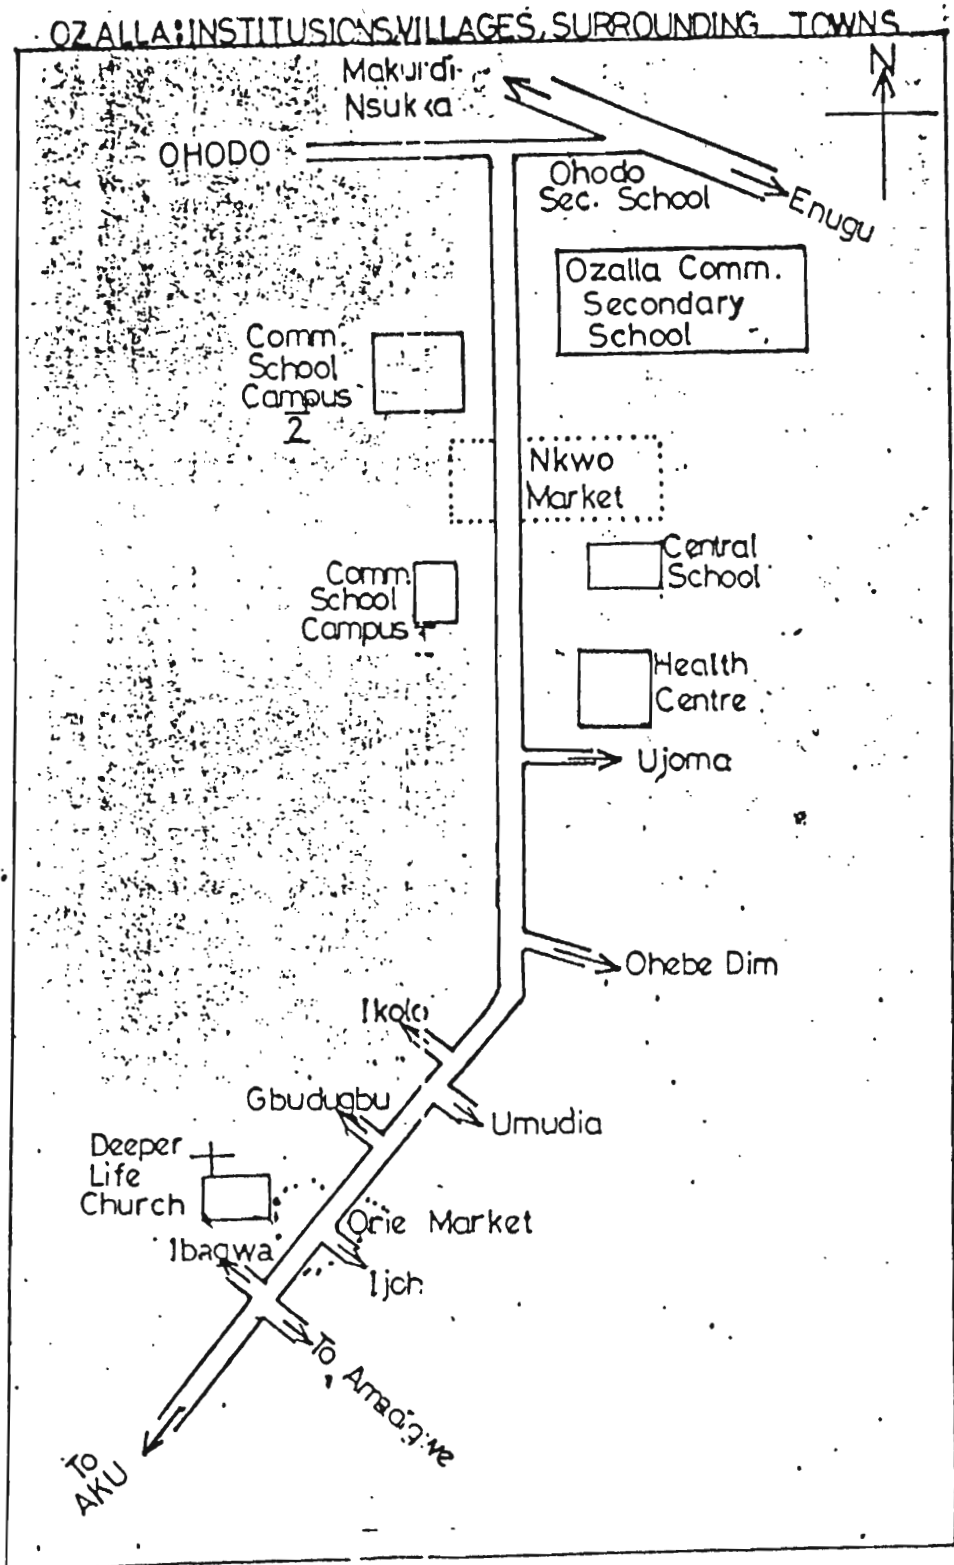 OZALLA:INSTITUSIONS,VILLAGES, SURROUNDING TOWNS
N
Makurdi
Nsukka
OHODO
Ohodo
Sec. School
Enugu
Ozalla Comm.
Secondary
School
Comm.
School
Campus
2
Nkwo
Market
Central
School
Comm.
School
Campus
Health
Centre
Ujoma
Ohebe Dim
Ikolo
Gbudugbu
Umudia
Deeper
Life
Church
Orie Market
Ibagwa
To
To
AKU